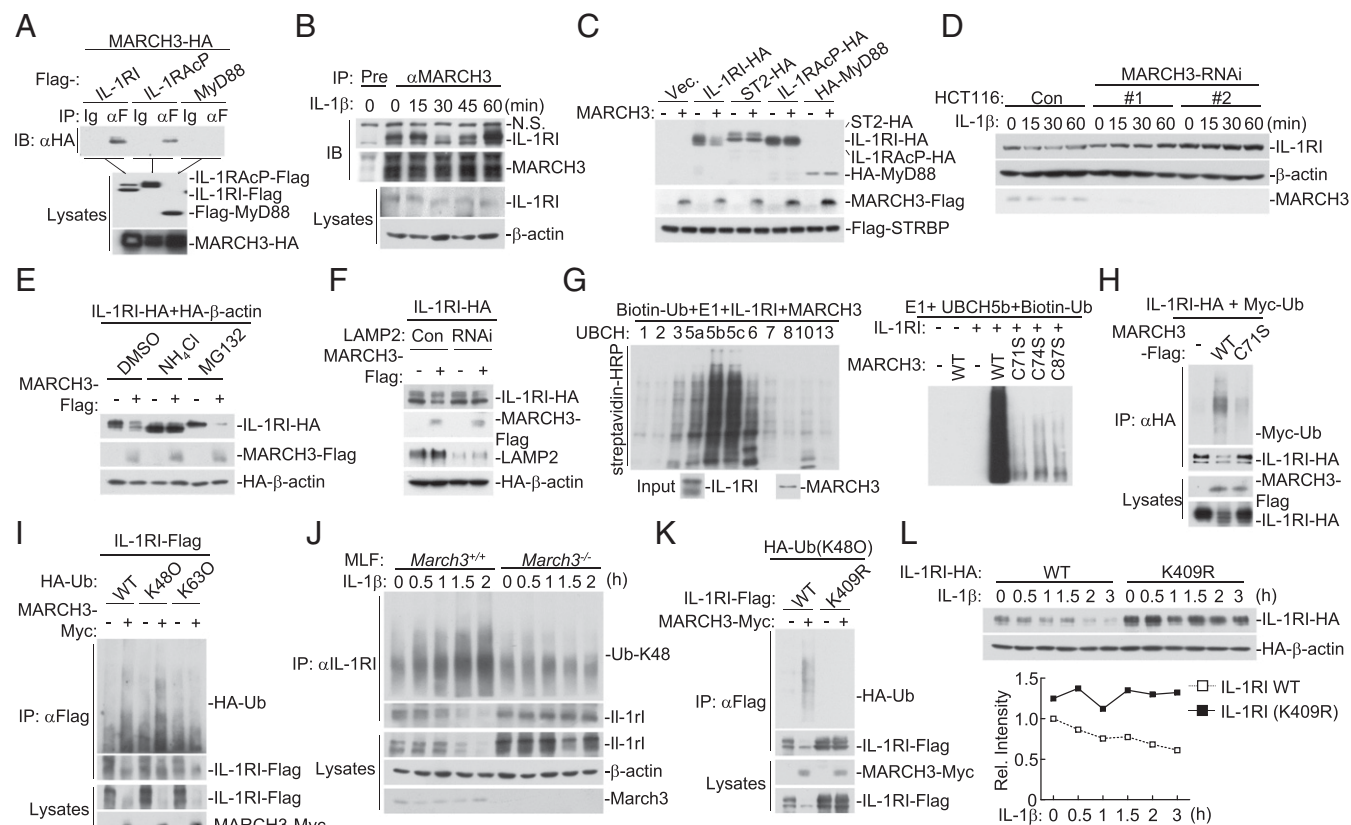 A
MARCH3-HA
Flag-: IL-1RI IL-1RAcP MyD88
IP: Ig αF Ig αF Ig αF
IB: αHA
-IL-1RAcP-Flag
-IL-1RI-Flag
-Flag-MyD88
Lysates
-MARCH3-HA
B
IP: Pre αMARCH3
IL-1β: 0 0 15 30 45 60 (min)
-N.S.
-IL-1RI
IB
-MARCH3
-IL-1RI
Lysates
-β-actin
C
Vec. IL-1RI-HA ST2-HA IL-1RAcP-HA HA-MyD88
MARCH3: - + - + - + - + - +
ST2-HA
-IL-1RI-HA
IL-1RAcP-HA
-HA-MyD88
-MARCH3-Flag
-Flag-STRBP
D
MARCH3-RNAi
HCT116: Con #1 #2
IL-1β: 0 15 30 60 0 15 30 60 0 15 30 60 (min)
-IL-1RI
-β-actin
-MARCH3
E
IL-1RI-HA+HA-β-actin
DMSO NH4Cl MG132
MARCH3-
Flag: - + - + - +
-IL-1RI-HA
-MARCH3-Flag
-HA-β-actin
F
IL-1RI-HA
LAMP2: Con RNAi
MARCH3-
Flag: - + - +
-IL-1RI-HA
-MARCH3-
Flag
-LAMP2
-HA-β-actin
G
Biotin-Ub+E1+IL-1RI+MARCH3
UBCH: 1 2 3 5a 5b 5c 6 7 8 10 13
streptavidin-HRP
Input -IL-1RI -MARCH3
E1+ UBCH5b+Biotin-Ub
IL-1RI: - - + + + + +
MARCH3: - WT - WT C71S C74S C87S
H
IL-1RI-HA + Myc-Ub
MARCH3
-Flag: - WT C71S
IP: αHA
-Myc-Ub
-IL-1RI-HA
-MARCH3-
Flag
Lysates
-IL-1RI-HA
I
IL-1RI-Flag
HA-Ub: WT K48O K63O
MARCH3-
Myc: - + - + - +
-HA-Ub
IP: αFlag
-IL-1RI-Flag
-IL-1RI-Flag
Lysates
-MARCH3-Myc
J
MLF: March3+/+ March3-/-
IL-1β: 0 0.5 1 1.5 2 0 0.5 1 1.5 2 (h)
IP: αIL-1RI
-Ub-K48
-Il-1rI
-Il-1rI
Lysates
-β-actin
-March3
K
HA-Ub(K48O)
IL-1RI-Flag: WT K409R
MARCH3-Myc: - + - +
-HA-Ub
IP: αFlag
-IL-1RI-Flag
-MARCH3-Myc
Lysates
-IL-1RI-Flag
L
IL-1RI-HA: WT K409R
IL-1β: 0 0.5 1 1.5 2 3 0 0.5 1 1.5 2 3 (h)
-IL-1RI-HA
-HA-β-actin
Rel. Intensity
1.5
1.0
0.5
0
IL-1RI WT
IL-1RI (K409R)
IL-1β: 0 0.5 1 1.5 2 3 (h)